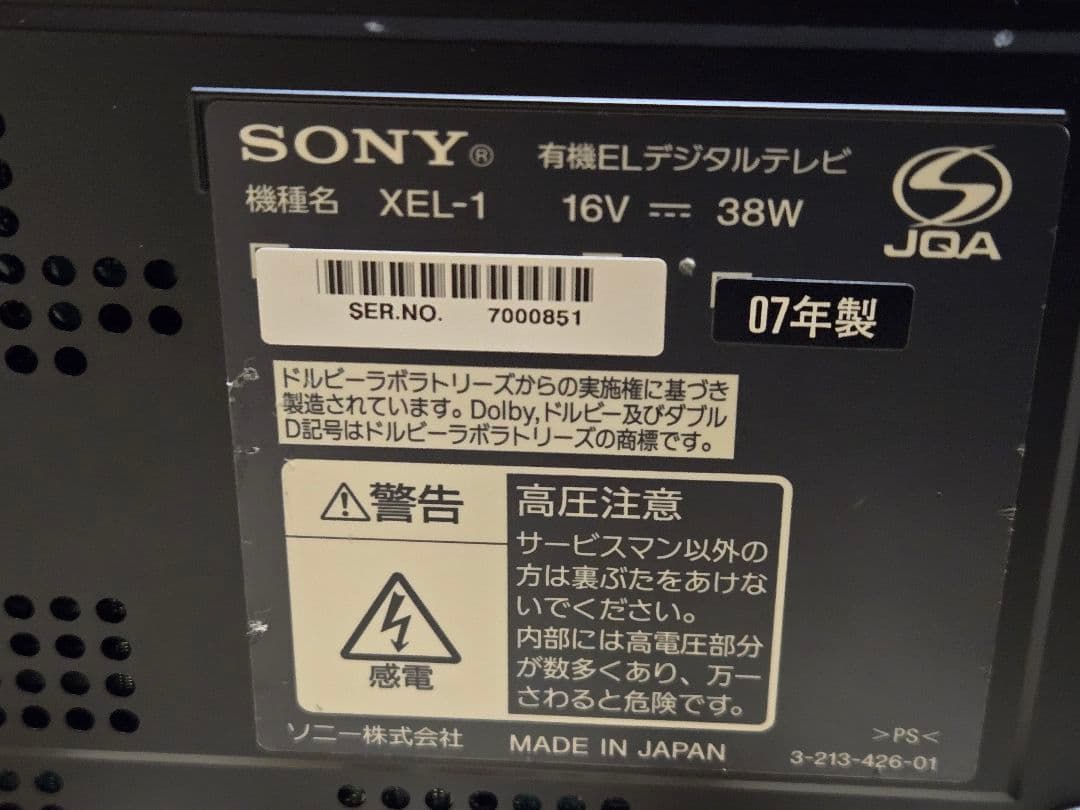 SONY® 有機ELデジタルテレビ
機種名 XEL-1 16V ⎓ 38W
JQA
SER.NO. 7000851
07年製
ドルビーラボラトリーズからの実施権に基づき
製造されています。Dolby,ドルビー及びダブル
D記号はドルビーラボラトリーズの商標です。
警告
感電
高圧注意
サービスマン以外の
方は裏ぶたをあけな
いでください。
内部には高電圧部分
が数多くあり、万一
さわると危険です。
ソニー株式会社 MADE IN JAPAN
>PS<
3-213-426-01